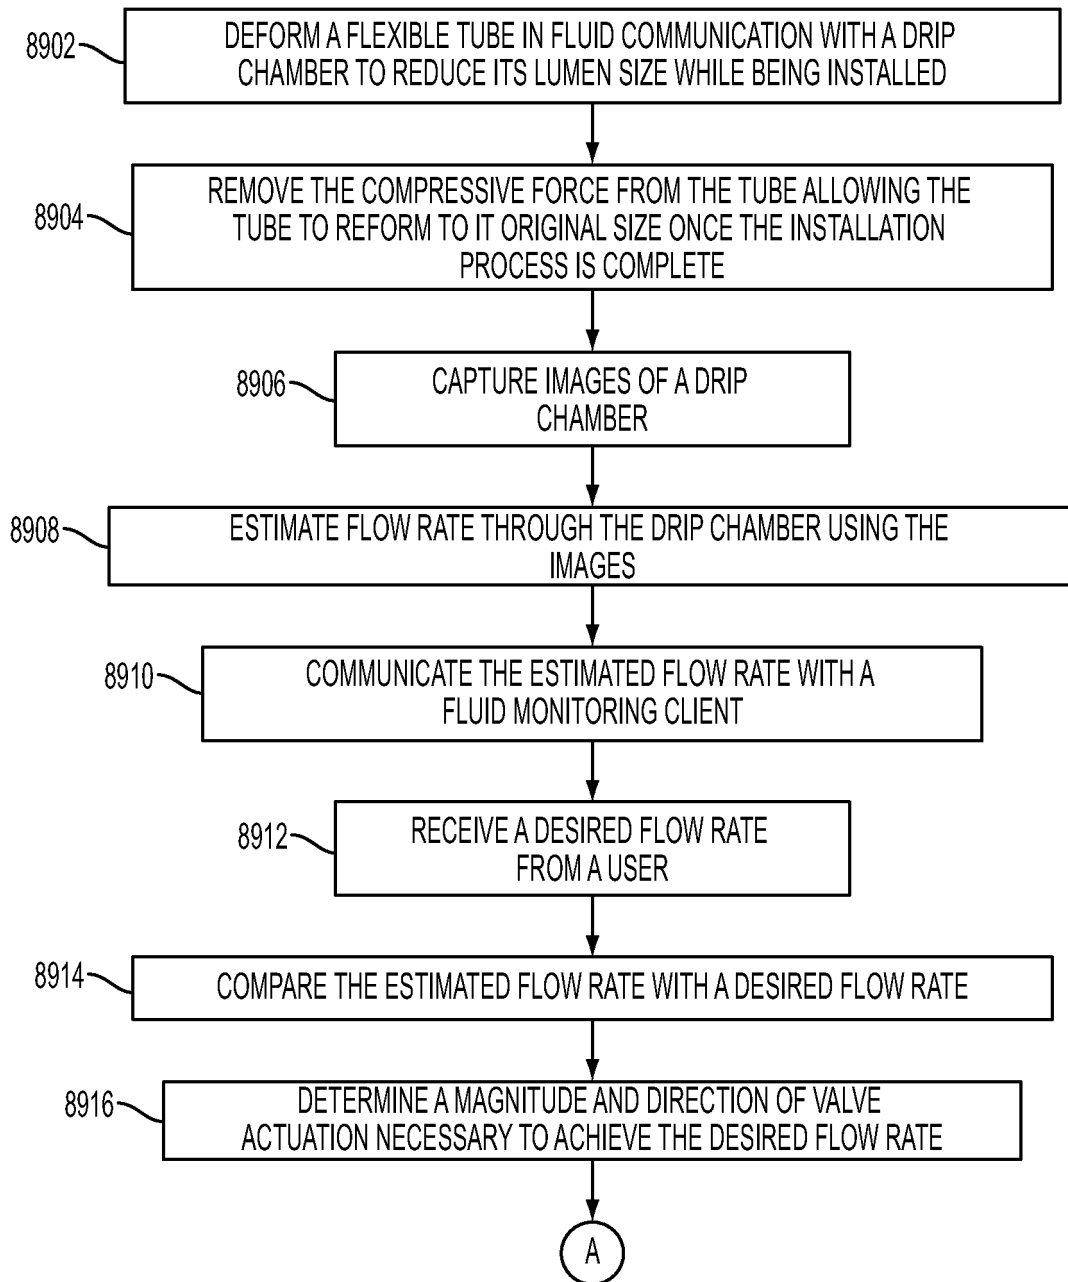 8902
DEFORM A FLEXIBLE TUBE IN FLUID COMMUNICATION WITH A DRIP
CHAMBER TO REDUCE ITS LUMEN SIZE WHILE BEING INSTALLED
8904
REMOVE THE COMPRESSIVE FORCE FROM THE TUBE ALLOWING THE
TUBE TO REFORM TO IT ORIGINAL SIZE ONCE THE INSTALLATION
PROCESS IS COMPLETE
8906
CAPTURE IMAGES OF A DRIP
CHAMBER
8908
ESTIMATE FLOW RATE THROUGH THE DRIP CHAMBER USING THE
IMAGES
8910
COMMUNICATE THE ESTIMATED FLOW RATE WITH A
FLUID MONITORING CLIENT
8912
RECEIVE A DESIRED FLOW RATE
FROM A USER
8914
COMPARE THE ESTIMATED FLOW RATE WITH A DESIRED FLOW RATE
8916
DETERMINE A MAGNITUDE AND DIRECTION OF VALVE
ACTUATION NECESSARY TO ACHIEVE THE DESIRED FLOW RATE
A